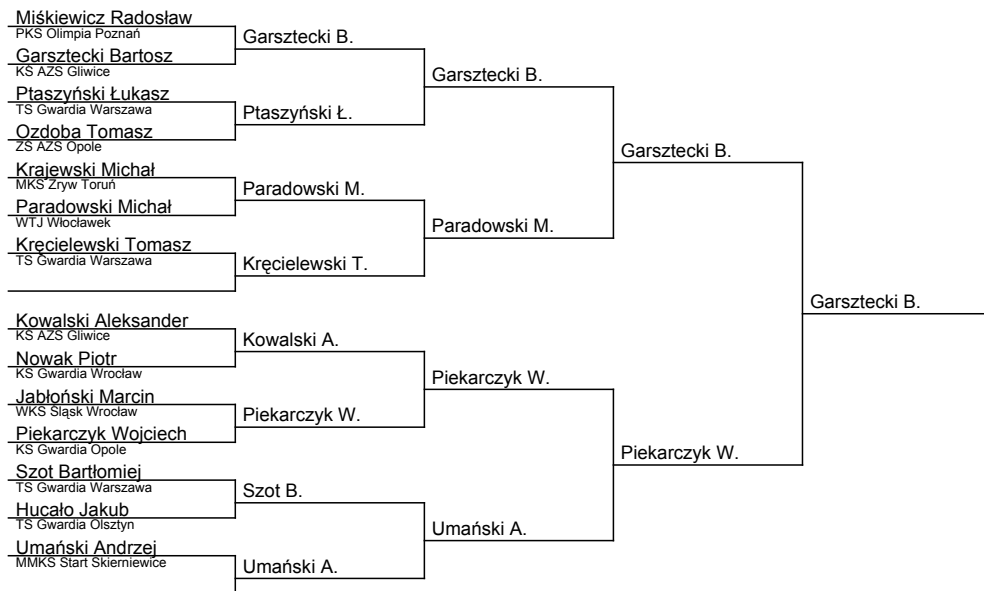 Miśkiewicz Radosław
PKS Olimpia Poznań
Garsztecki B.
Garsztecki Bartosz
KS AZS Gliwice
Garsztecki B.
Ptaszyński Łukasz
TS Gwardia Warszawa
Ptaszyński Ł.
Ozdoba Tomasz
ZS AZS Opole
Garsztecki B.
Krajewski Michał
MKS Zryw Toruń
Paradowski M.
Paradowski Michał
WTJ Włocławek
Paradowski M.
Kręcielewski Tomasz
TS Gwardia Warszawa
Kręcielewski T.
Garsztecki B.
Kowalski Aleksander
KS AZS Gliwice
Kowalski A.
Nowak Piotr
KS Gwardia Wrocław
Piekarczyk W.
Jabłoński Marcin
WKS Śląsk Wrocław
Piekarczyk W.
Piekarczyk Wojciech
KS Gwardia Opole
Piekarczyk W.
Szot Bartłomiej
TS Gwardia Warszawa
Szot B.
Hucało Jakub
TS Gwardia Olsztyn
Umański A.
Umański Andrzej
MMKS Start Skierniewice
Umański A.